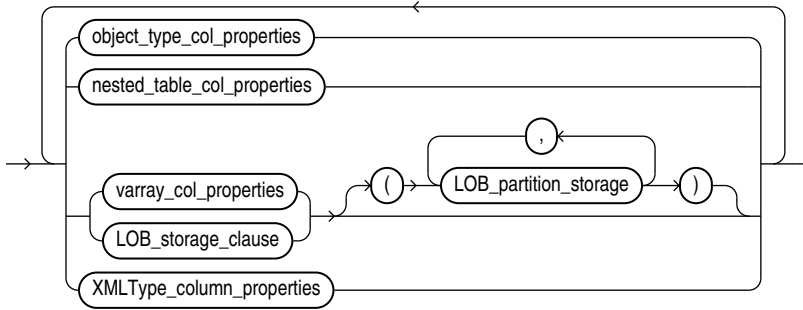 object_type_col_properties
nested_table_col_properties
,
varray_col_properties ( LOB_partition_storage )
LOB_storage_clause
XMLType_column_properties